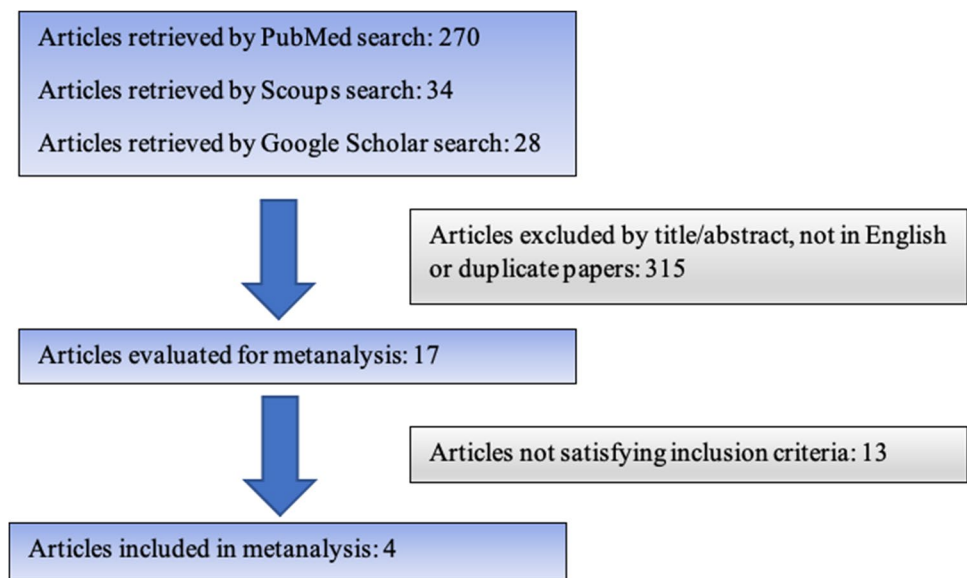 Articles retrieved by PubMed search: 270
Articles retrieved by Scoups search: 34
Articles retrieved by Google Scholar search: 28
Articles excluded by title/abstract, not in English
or duplicate papers: 315
Articles evaluated for metanalysis: 17
Articles not satisfying inclusion criteria: 13
Articles included in metanalysis: 4